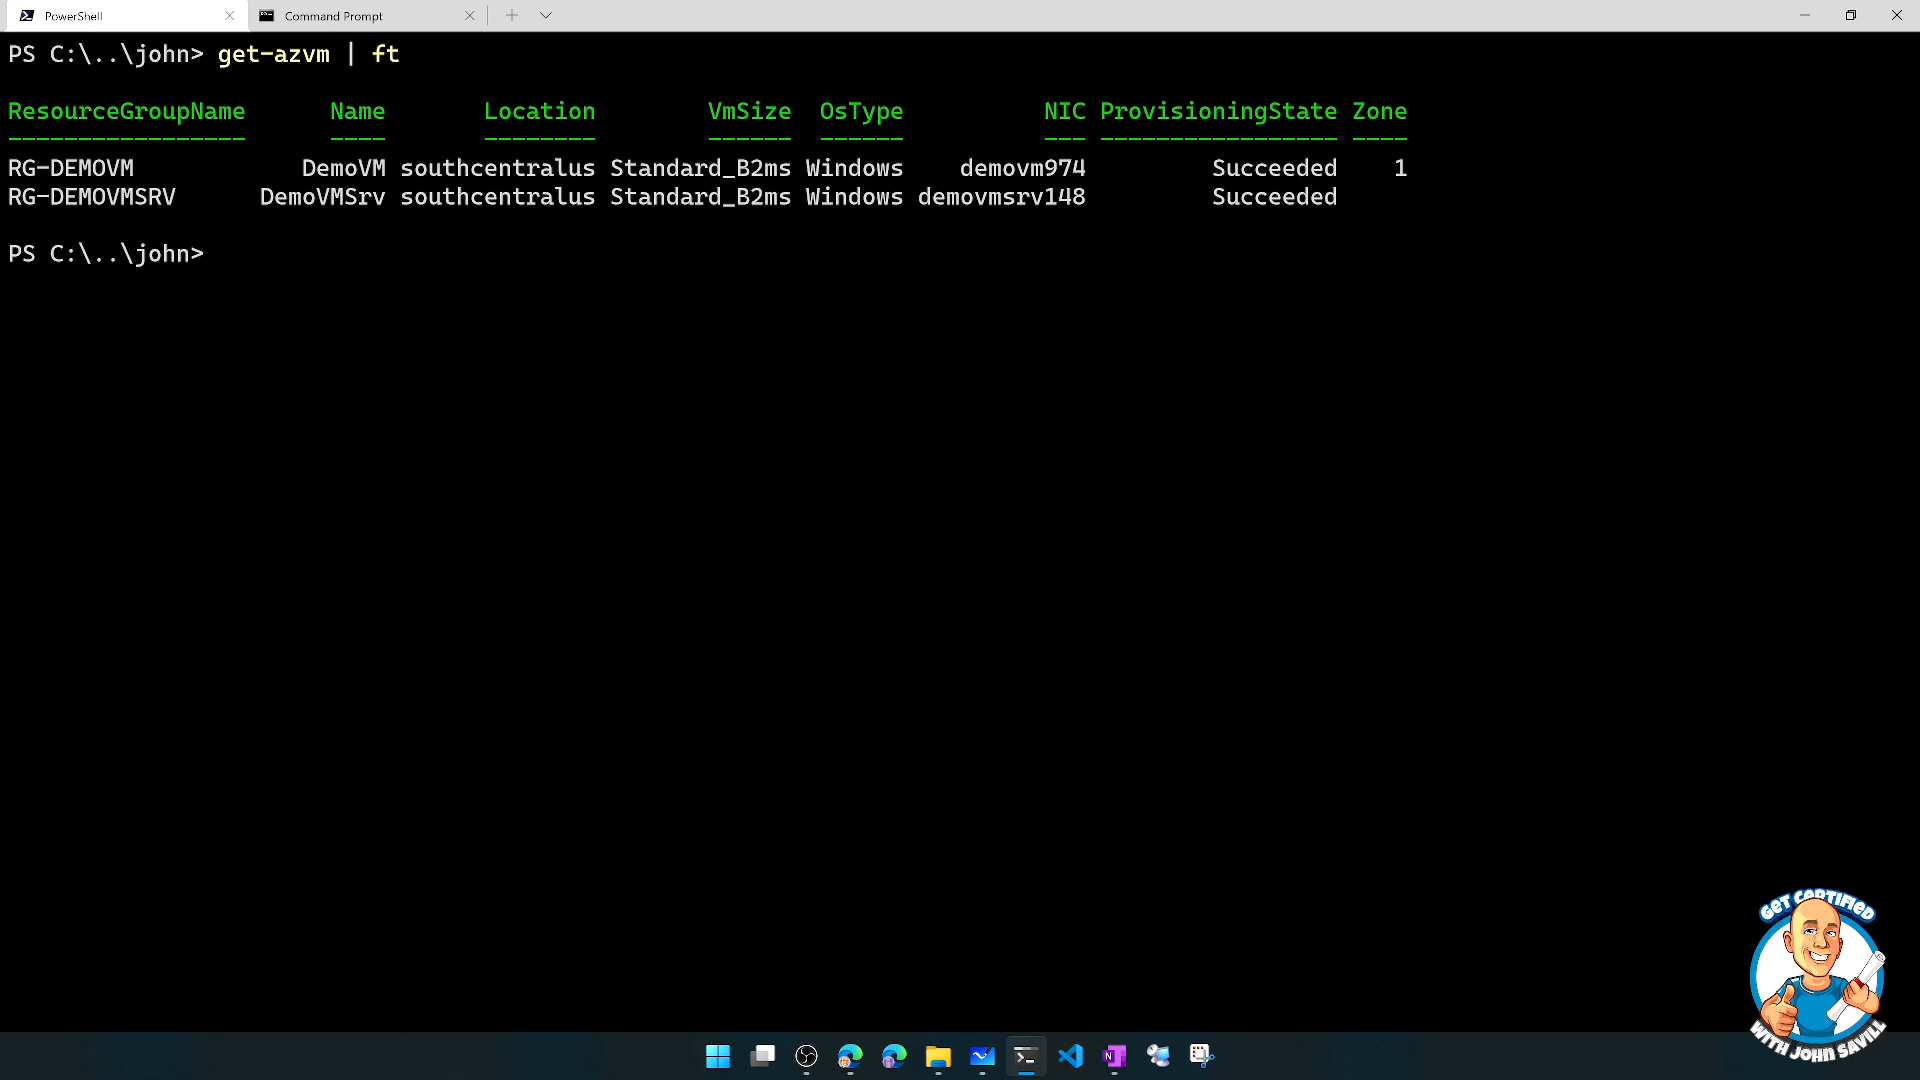 PowerShell
Command Prompt
PS C:\..\john> get-azvm | ft
ResourceGroupName Name Location VmSize OsType NIC ProvisioningState Zone
----------------- ---- -------- ------ ------ --- ----------------- ----
RG-DEMOVM DemoVM southcentralus Standard_B2ms Windows demovm974 Succeeded 1
RG-DEMOVMSRV DemoVMSrv southcentralus Standard_B2ms Windows demovmsrv148 Succeeded
PS C:\..\john>
GET CERTIFIED
WITH JOHN SAVILL